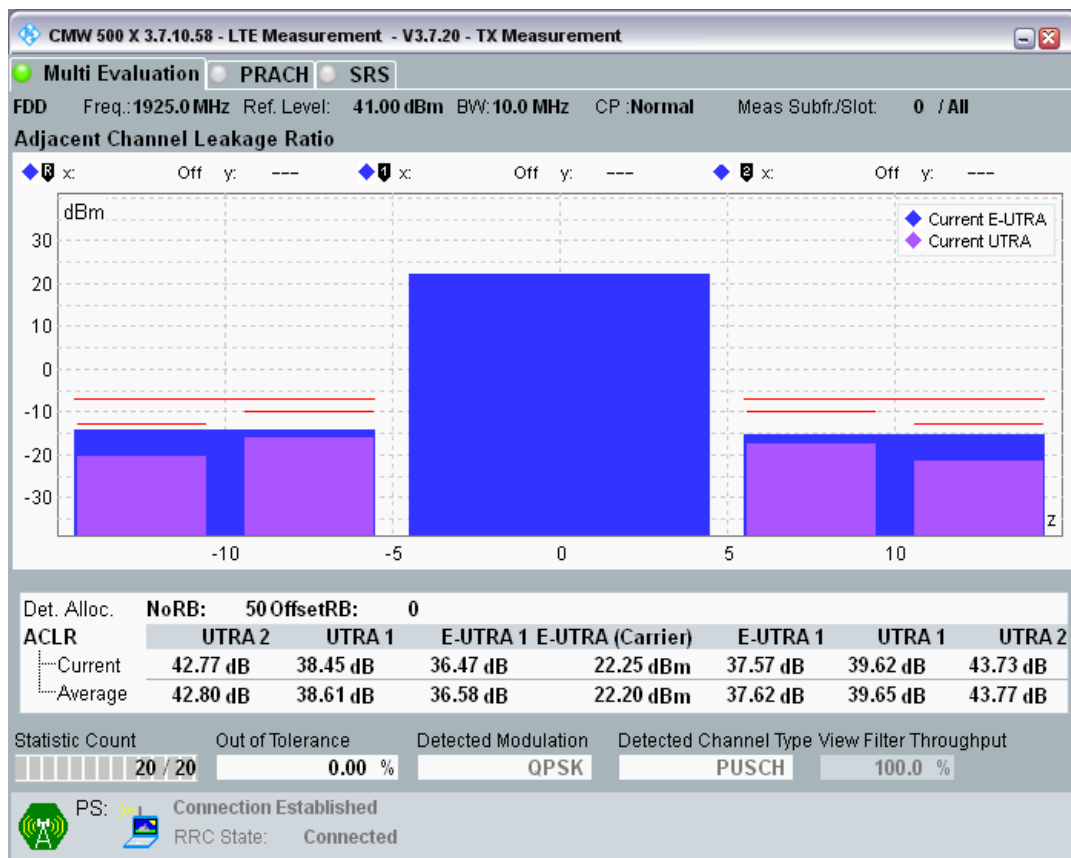 CMW 500 X 3.7.10.58 - LTE Measurement - V3.7.20 - TX Measurement
Multi Evaluation PRACH SRS
FDD Freq.: 1925.0 MHz Ref. Level: 41.00 dBm BW: 10.0 MHz CP :Normal Meas Subfr./Slot: 0 / All
Adjacent Channel Leakage Ratio
R x: Off y: --- 1 x: Off y: --- 2 x: Off y: ---
dBm
Current E-UTRA
Current UTRA
30
20
10
0
-10
-20
-30
z
-10 -5 0 5 10
Det. Alloc. NoRB: 50 OffsetRB: 0
ACLR UTRA 2 UTRA 1 E-UTRA 1 E-UTRA (Carrier) E-UTRA 1 UTRA 1 UTRA 2
Current 42.77 dB 38.45 dB 36.47 dB 22.25 dBm 37.57 dB 39.62 dB 43.73 dB
Average 42.80 dB 38.61 dB 36.58 dB 22.20 dBm 37.62 dB 39.65 dB 43.77 dB
Statistic Count Out of Tolerance Detected Modulation Detected Channel Type View Filter Throughput
20 / 20 0.00 % QPSK PUSCH 100.0 %
PS: Connection Established
RRC State: Connected